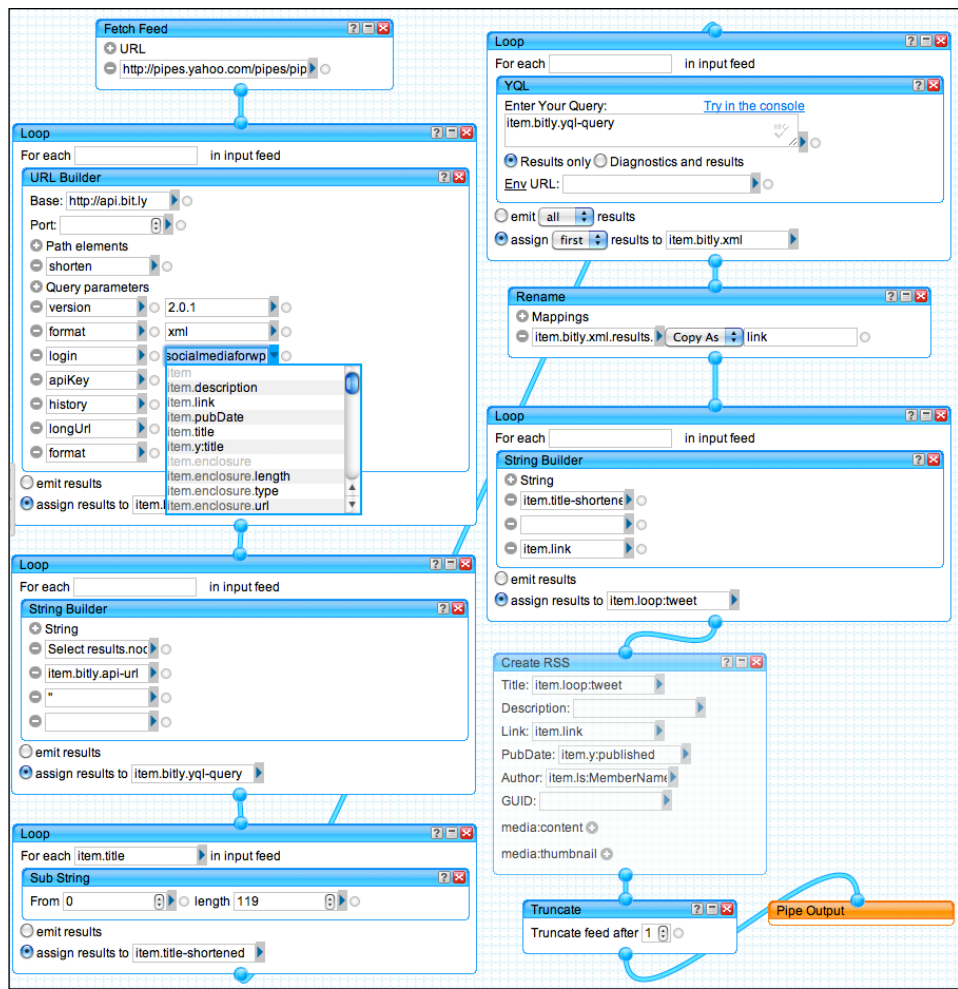 Fetch Feed
URL
http://pipes.yahoo.com/pipes/pip
Loop
For each in input feed
URL Builder
Base: http://api.bit.ly
Port:
Path elements
shorten
Query parameters
version 2.0.1
format xml
login socialmediaforwp
apiKey
history
longUrl
format
item
item.description
item.link
item.pubDate
item.title
item.y:title
item.enclosure
item.enclosure.length
item.enclosure.type
item.enclosure.url
emit results
assign results to item.
Loop
For each in input feed
String Builder
String
Select results.noc
item.bitly.api-url
"
emit results
assign results to item.bitly.yql-query
Loop
For each item.title in input feed
Sub String
From 0 length 119
emit results
assign results to item.title-shortened
Loop
For each in input feed
YQL
Enter Your Query: Try in the console
item.bitly.yql-query
Results only Diagnostics and results
Env URL:
emit all results
assign first results to item.bitly.xml
Rename
Mappings
item.bitly.xml.results. Copy As link
Loop
For each in input feed
String Builder
String
item.title-shortene
item.link
emit results
assign results to item.loop:tweet
Create RSS
Title: item.loop:tweet
Description:
Link: item.link
PubDate: item.y:published
Author: item.ls:MemberName
GUID:
media:content
media:thumbnail
Truncate
Truncate feed after 1
Pipe Output